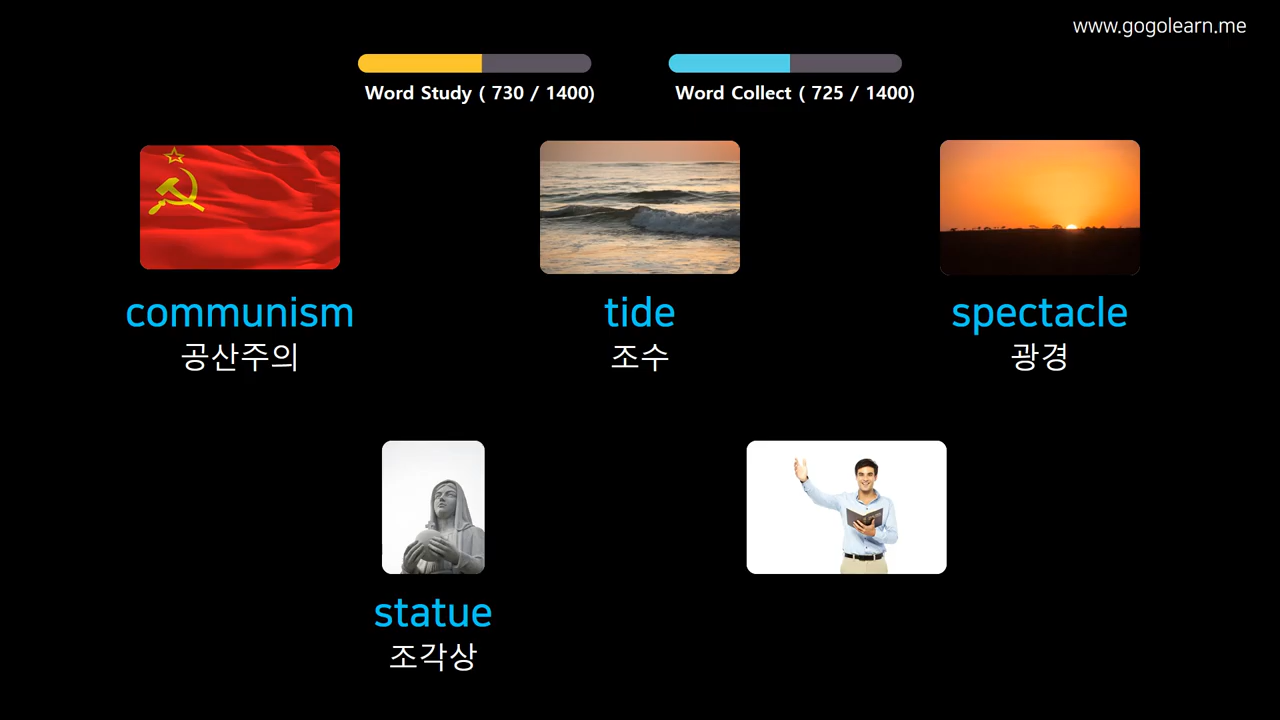 www.gogolearn.me
Word Study ( 730 / 1400)
Word Collect ( 725 / 1400)
communism
공산주의
tide
조수
spectacle
광경
statue
조각상